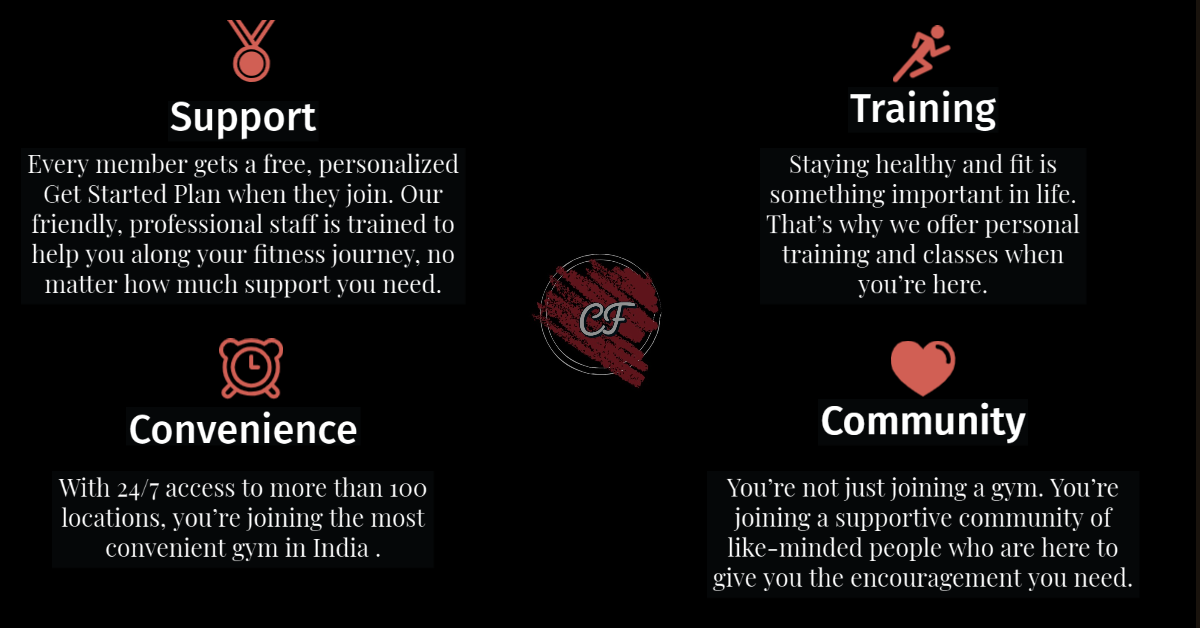 Support
Every member gets a free, personalized
Get Started Plan when they join. Our
friendly, professional staff is trained to
help you along your fitness journey, no
matter how much support you need.
Training
Staying healthy and fit is
something important in life.
That’s why we offer personal
training and classes when
you’re here.
CF
Convenience
With 24/7 access to more than 100
locations, you’re joining the most
convenient gym in India .
Community
You’re not just joining a gym. You’re
joining a supportive community of
like-minded people who are here to
give you the encouragement you need.